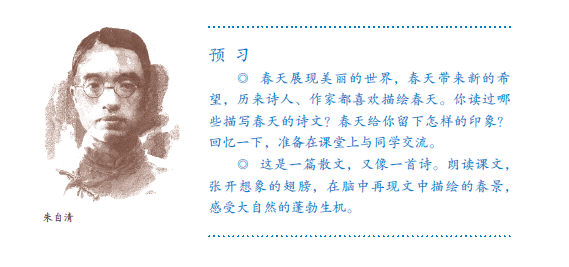 预 习
◎ 春天展现美丽的世界，春天带来新的希
望，历来诗人、作家都喜欢描绘春天。你读过哪
些描写春天的诗文？春天给你留下怎样的印象？
回忆一下，准备在课堂上与同学交流。
◎ 这是一篇散文，又像一首诗。朗读课文，
张开想象的翅膀，在脑中再现文中描绘的春景，
感受大自然的蓬勃生机。
朱自清